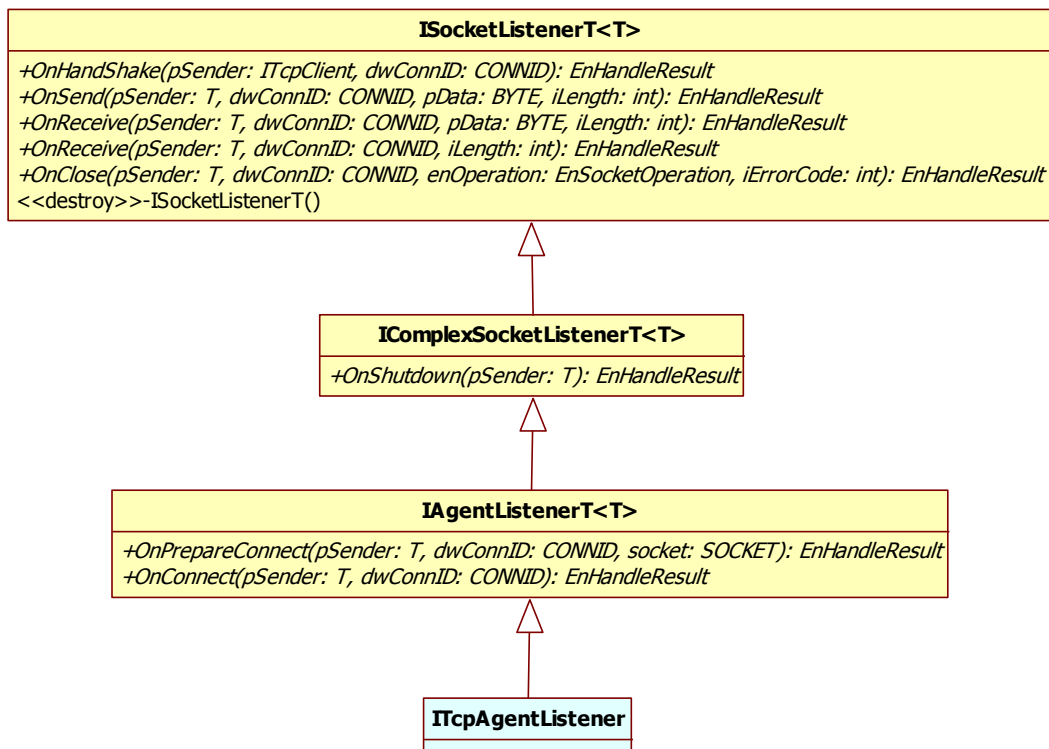 ISocketListenerT<T>
+OnHandShake(pSender: ITcpClient, dwConnID: CONNID): EnHandleResult
+OnSend(pSender: T, dwConnID: CONNID, pData: BYTE, iLength: int): EnHandleResult
+OnReceive(pSender: T, dwConnID: CONNID, pData: BYTE, iLength: int): EnHandleResult
+OnReceive(pSender: T, dwConnID: CONNID, iLength: int): EnHandleResult
+OnClose(pSender: T, dwConnID: CONNID, enOperation: EnSocketOperation, iErrorCode: int): EnHandleResult
<<destroy>>-ISocketListenerT()
IComplexSocketListenerT<T>
+OnShutdown(pSender: T): EnHandleResult
IAgentListenerT<T>
+OnPrepareConnect(pSender: T, dwConnID: CONNID, socket: SOCKET): EnHandleResult
+OnConnect(pSender: T, dwConnID: CONNID): EnHandleResult
ITcpAgentListener